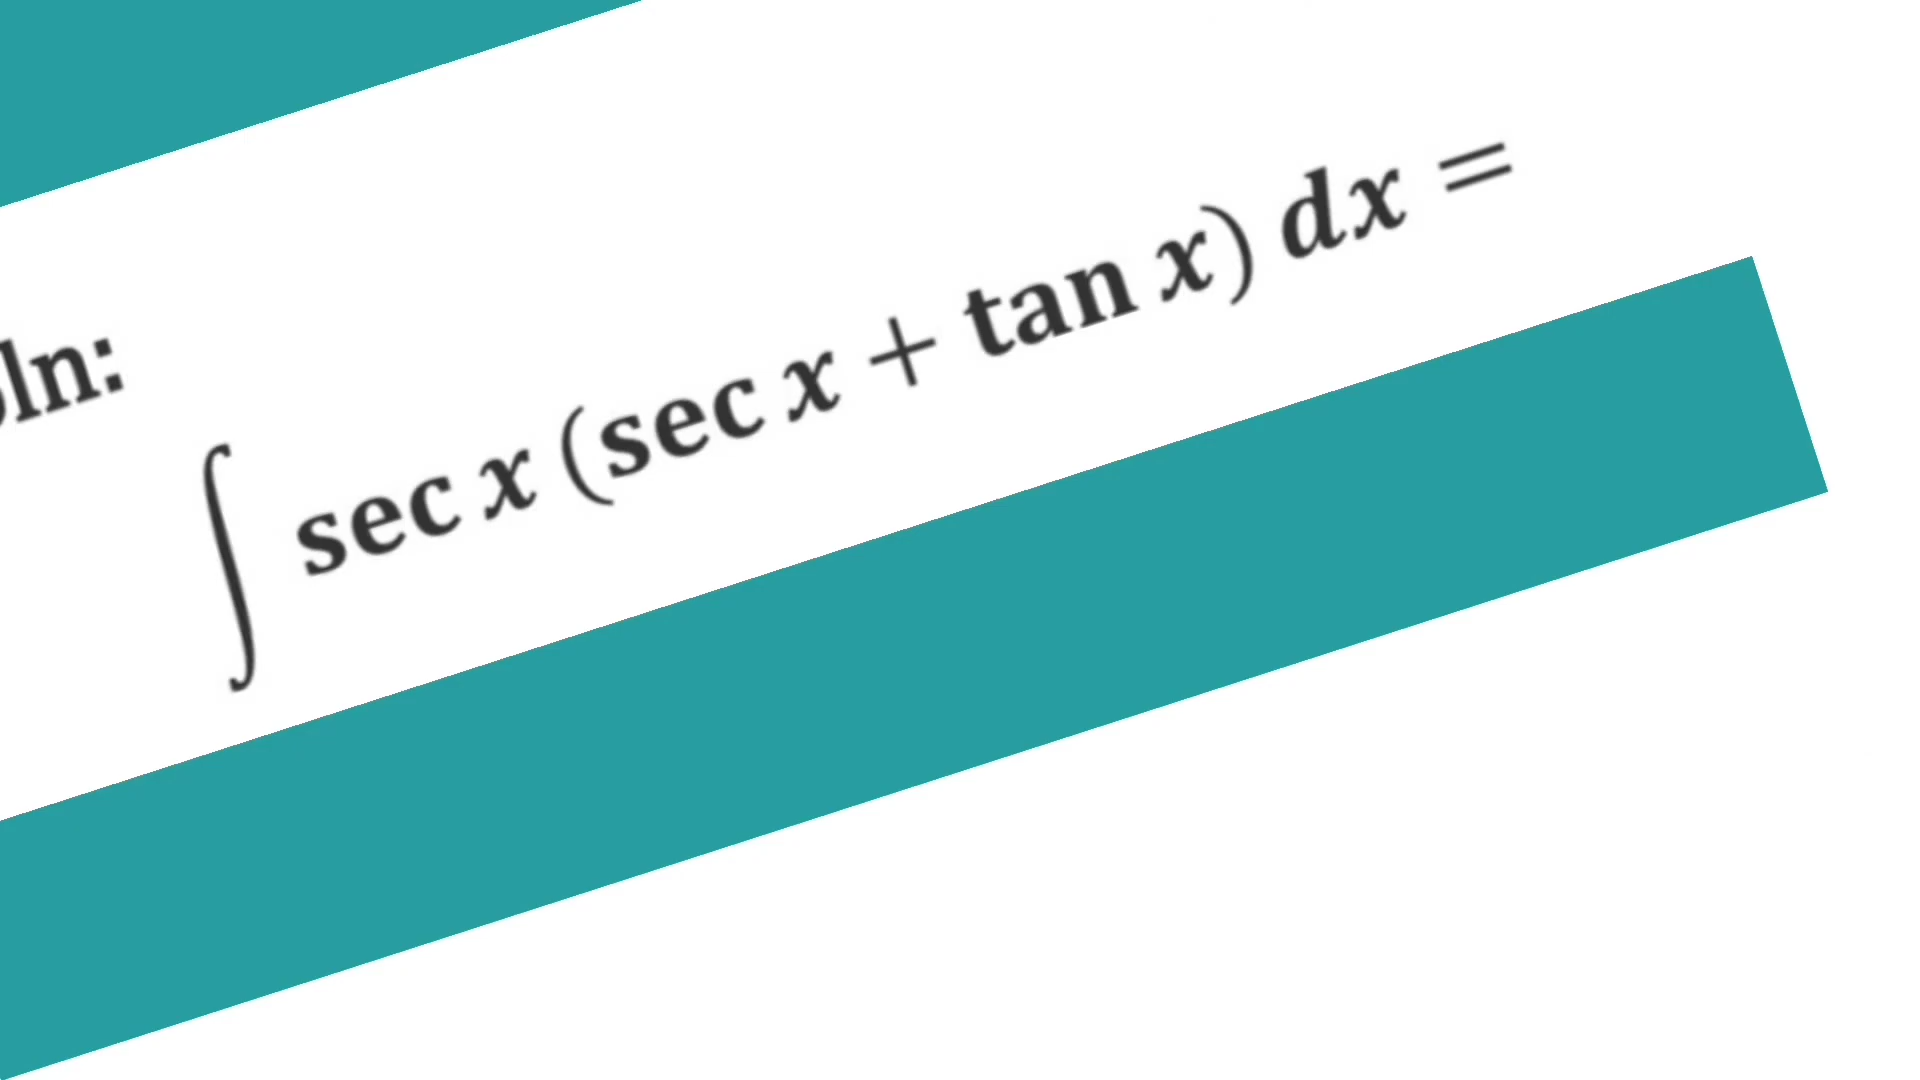 ln:
∫ sec x (sec x + tan x) dx =